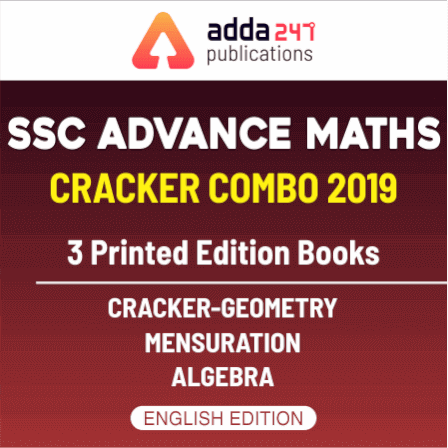 adda 247
publications
SSC ADVANCE MATHS
CRACKER COMBO 2019
3 Printed Edition Books
CRACKER-GEOMETRY
MENSURATION
ALGEBRA
ENGLISH EDITION